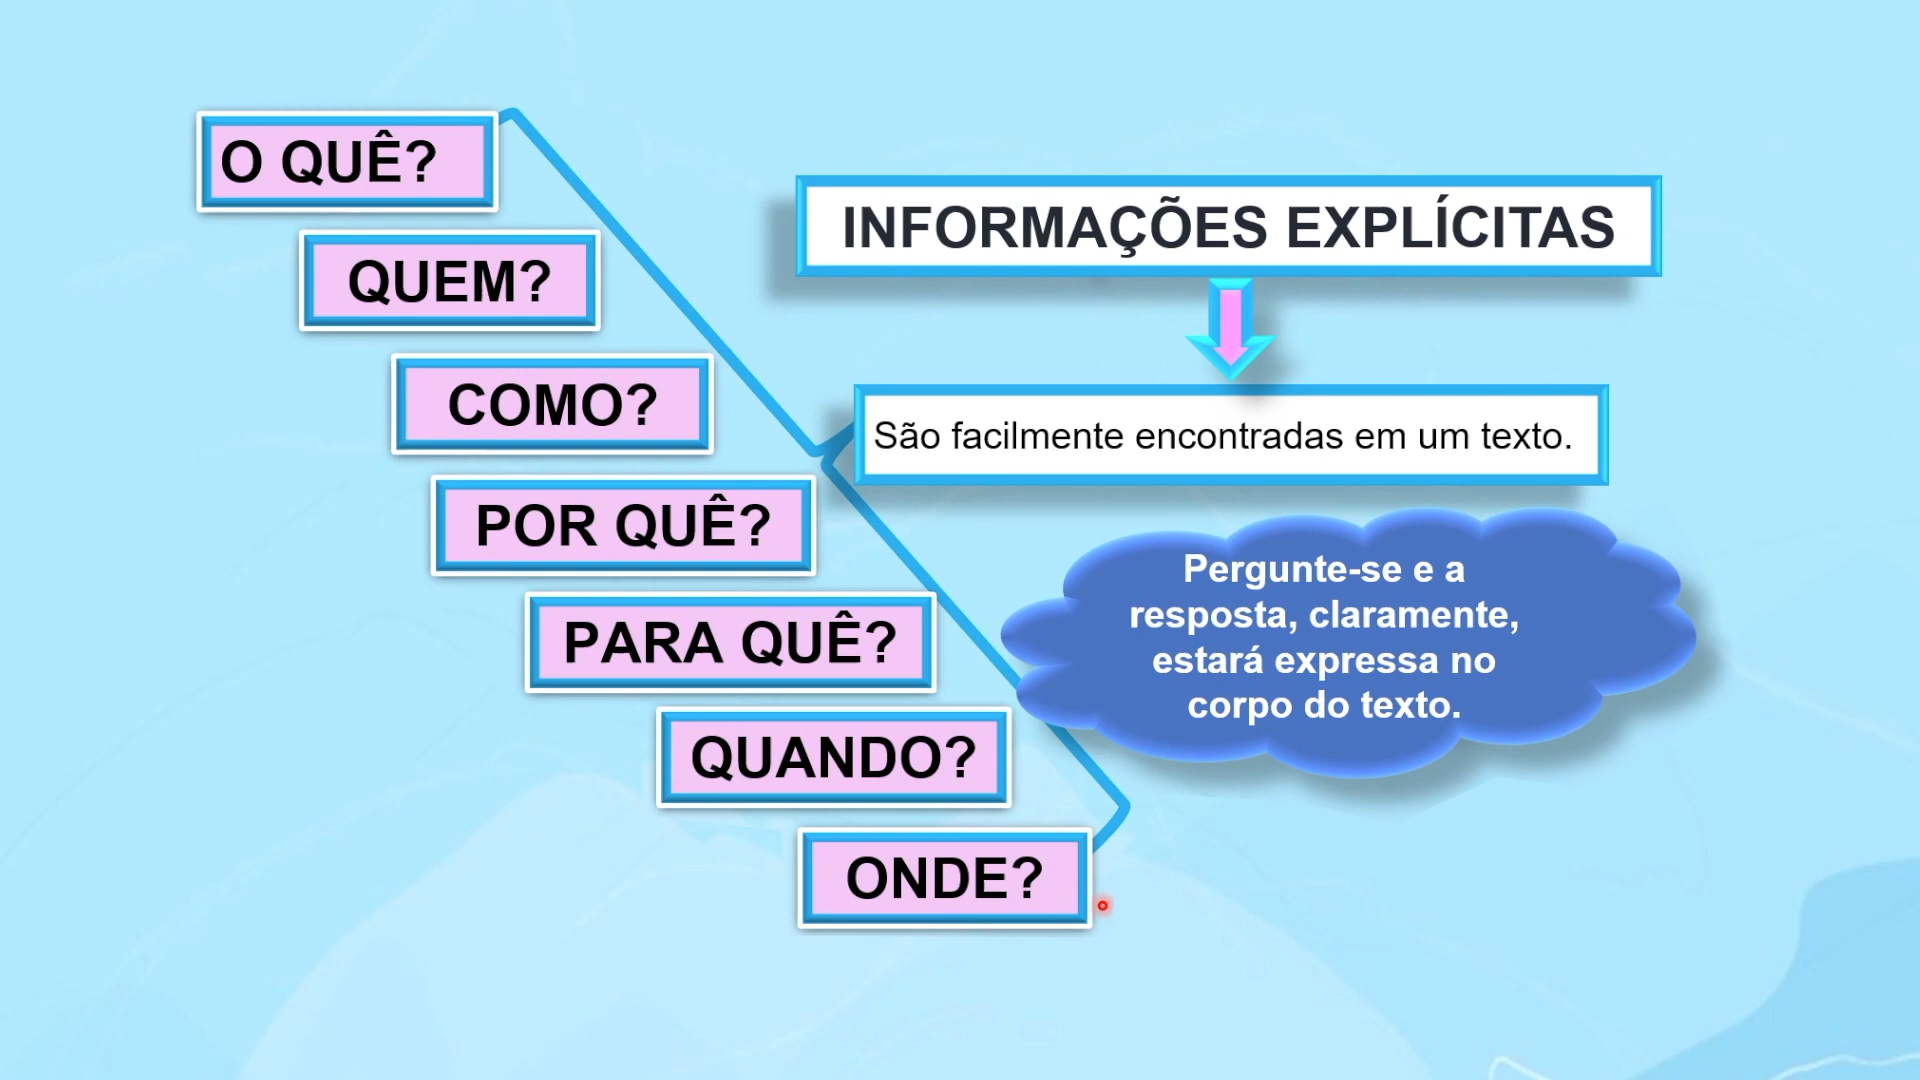 O QUÊ?
QUEM?
COMO?
POR QUÊ?
PARA QUÊ?
QUANDO?
ONDE?
INFORMAÇÕES EXPLÍCITAS
São facilmente encontradas em um texto.
Pergunte-se e a
resposta, claramente,
estará expressa no
corpo do texto.